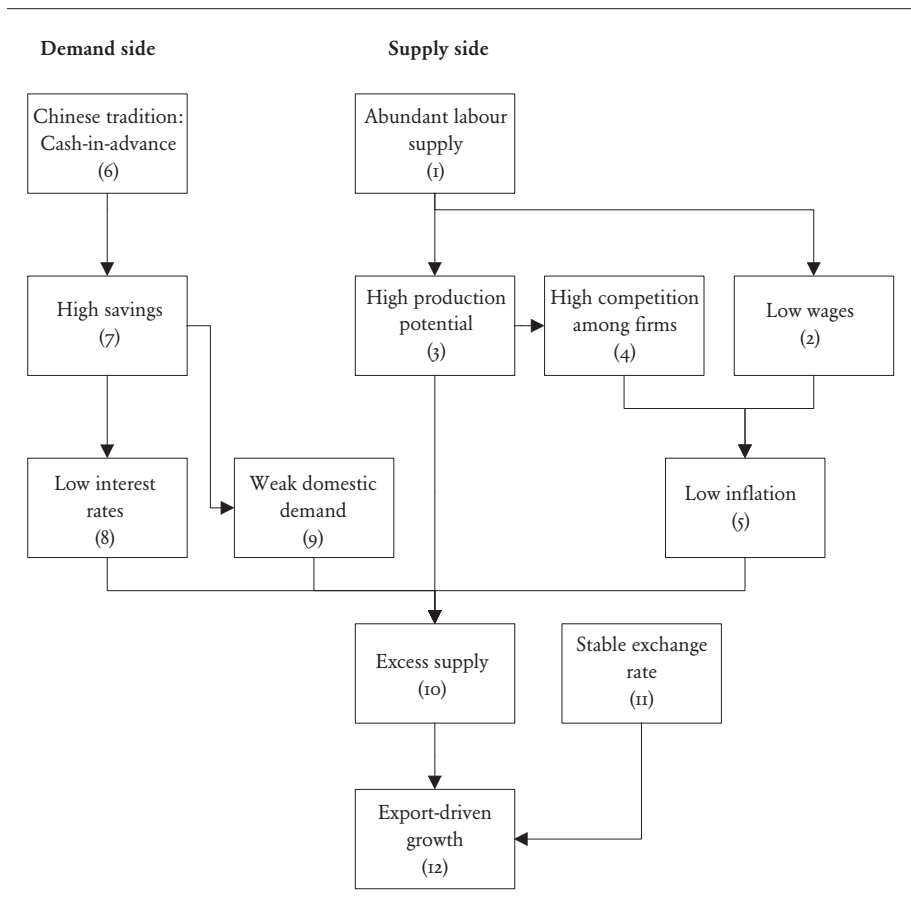 Demand side
Supply side
Chinese tradition:
Cash-in-advance
(6)
Abundant labour
supply
(1)
High savings
(7)
High production
potential
(3)
High competition
among firms
(4)
Low wages
(2)
Low interest
rates
(8)
Weak domestic
demand
(9)
Low inflation
(5)
Excess supply
(10)
Stable exchange
rate
(11)
Export-driven
growth
(12)